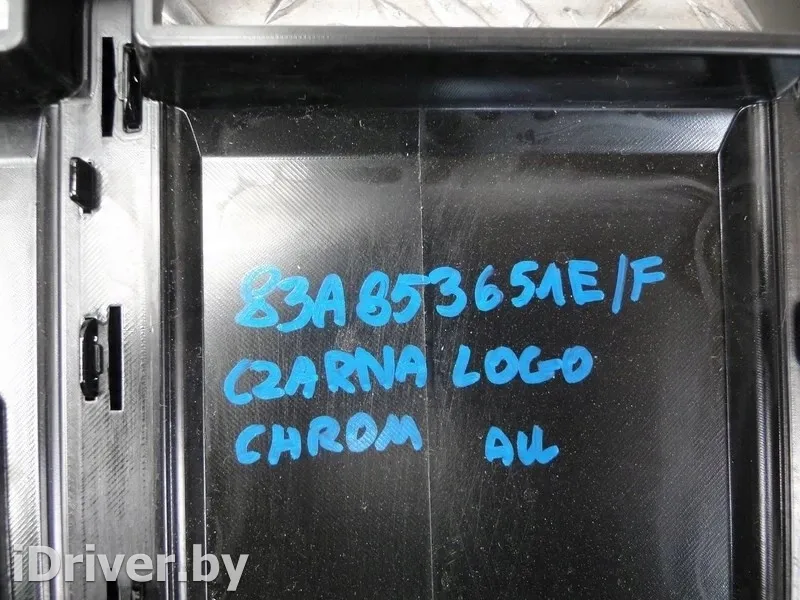 83A853651E/F
CZARNA LOGO
CHROM AU
iDriver.by